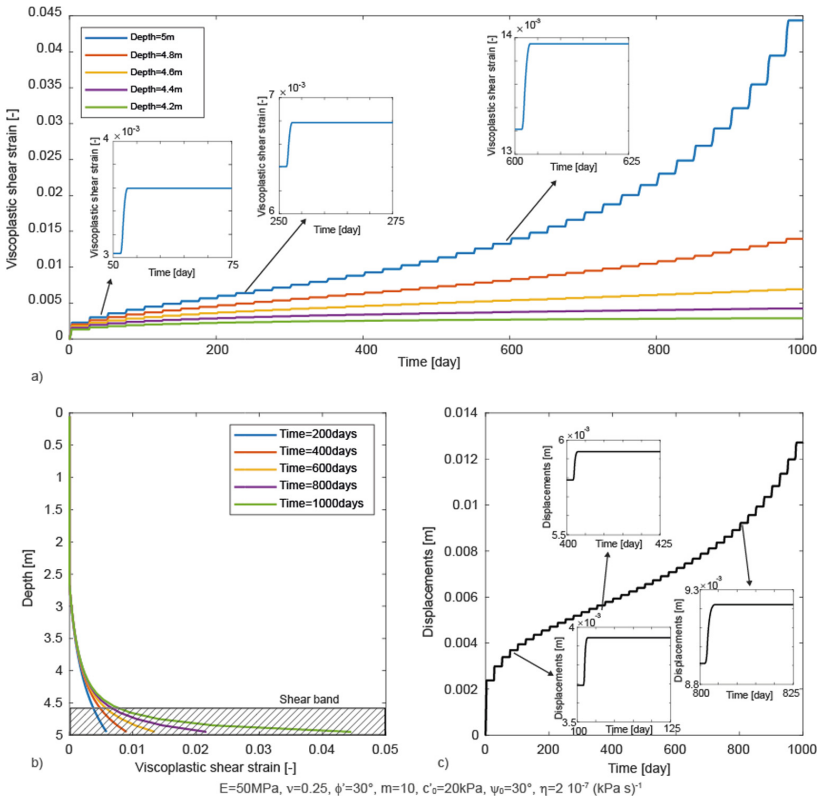 0.045
0.04
0.035
0.03
0.025
0.02
0.015
0.01
0.005
0
Viscoplastic shear strain [-]
Depth=5m
Depth=4.8m
Depth=4.6m
Depth=4.4m
Depth=4.2m
4 ×10⁻³
3
Viscoplastic shear strain [-]
50 75
Time [day]
7 ×10⁻³
6
Viscoplastic shear strain [-]
250 275
Time [day]
14 ×10⁻³
13
Viscoplastic shear strain [-]
600 625
Time [day]
0 200 400 600 800 1000
Time [day]
a)
0
0.5
1
1.5
2
2.5
3
3.5
4
4.5
5
Depth [m]
Time=200days
Time=400days
Time=600days
Time=800days
Time=1000days
Shear band
0 0.01 0.02 0.03 0.04 0.05
b) Viscoplastic shear strain [-]
0.014
0.012
0.01
0.008
0.006
0.004
0.002
0
Displacements [m]
6 ×10⁻³
5.5
Displacements [m]
400 425
Time [day]
4 ×10⁻³
3.5
Displacements [m]
100 125
Time [day]
9.3 ×10⁻³
8.8
Displacements [m]
800 825
Time [day]
0 200 400 600 800 1000
c) Time [day]
E=50MPa, ν=0.25, ϕ'=30°, m=10, c'₀=20kPa, ψ₀=30°, η=2 10⁻⁷ (kPa s)⁻¹